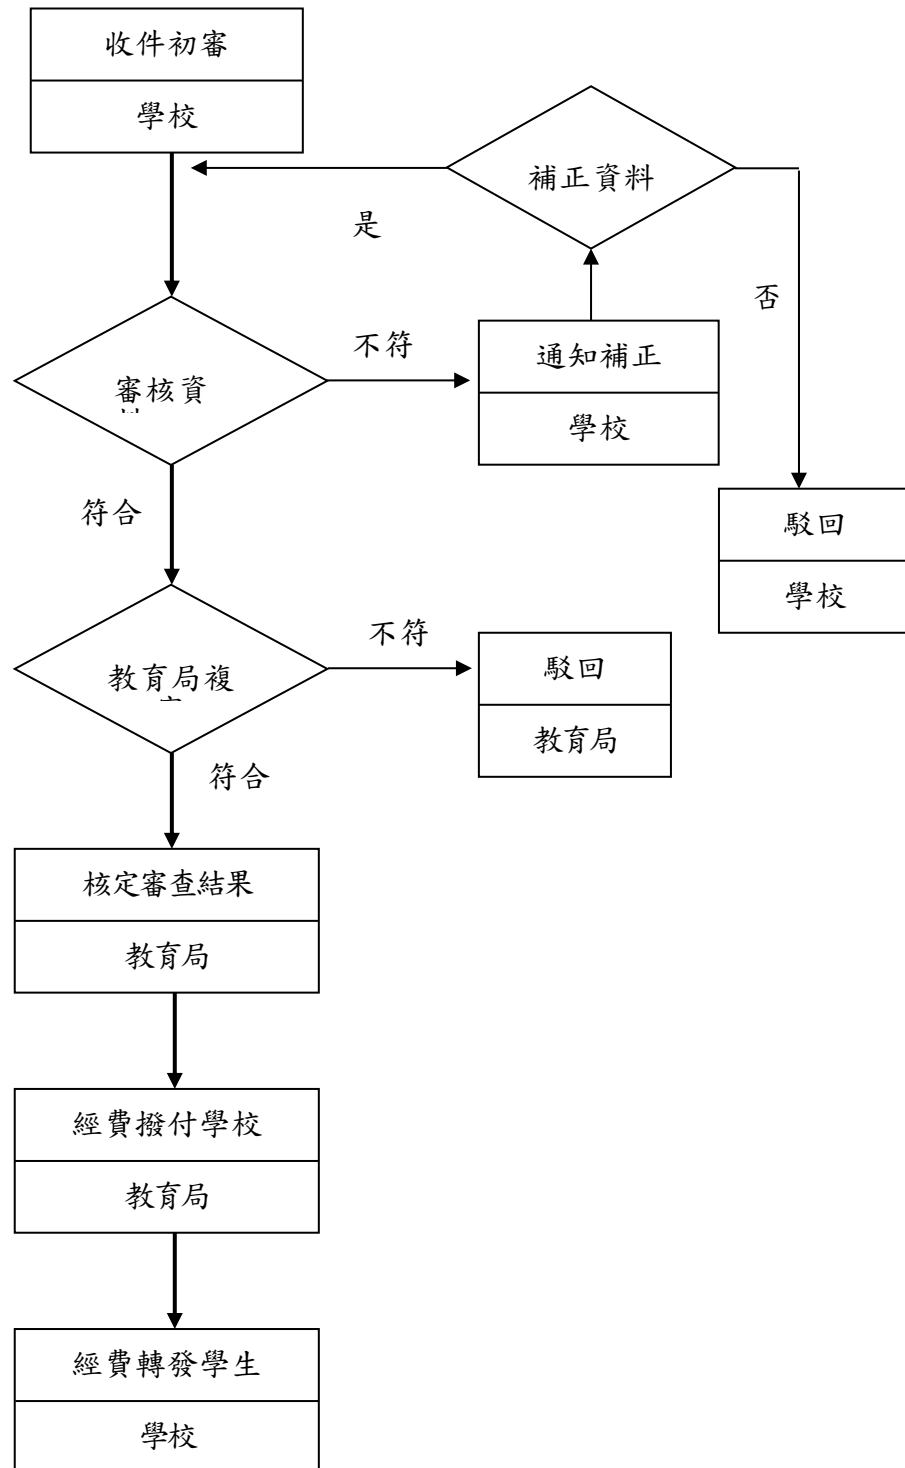 收件初審
學校
補正資料
是
否
不符
通知補正
學校
審核資
符合
駁回
學校
不符
教育局複
駁回
教育局
符合
核定審查結果
教育局
經費撥付學校
教育局
經費轉發學生
學校